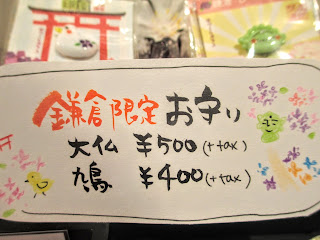 鎌倉限定 お守り
大仏 ¥500(+tax)
鳩 ¥400(+tax)